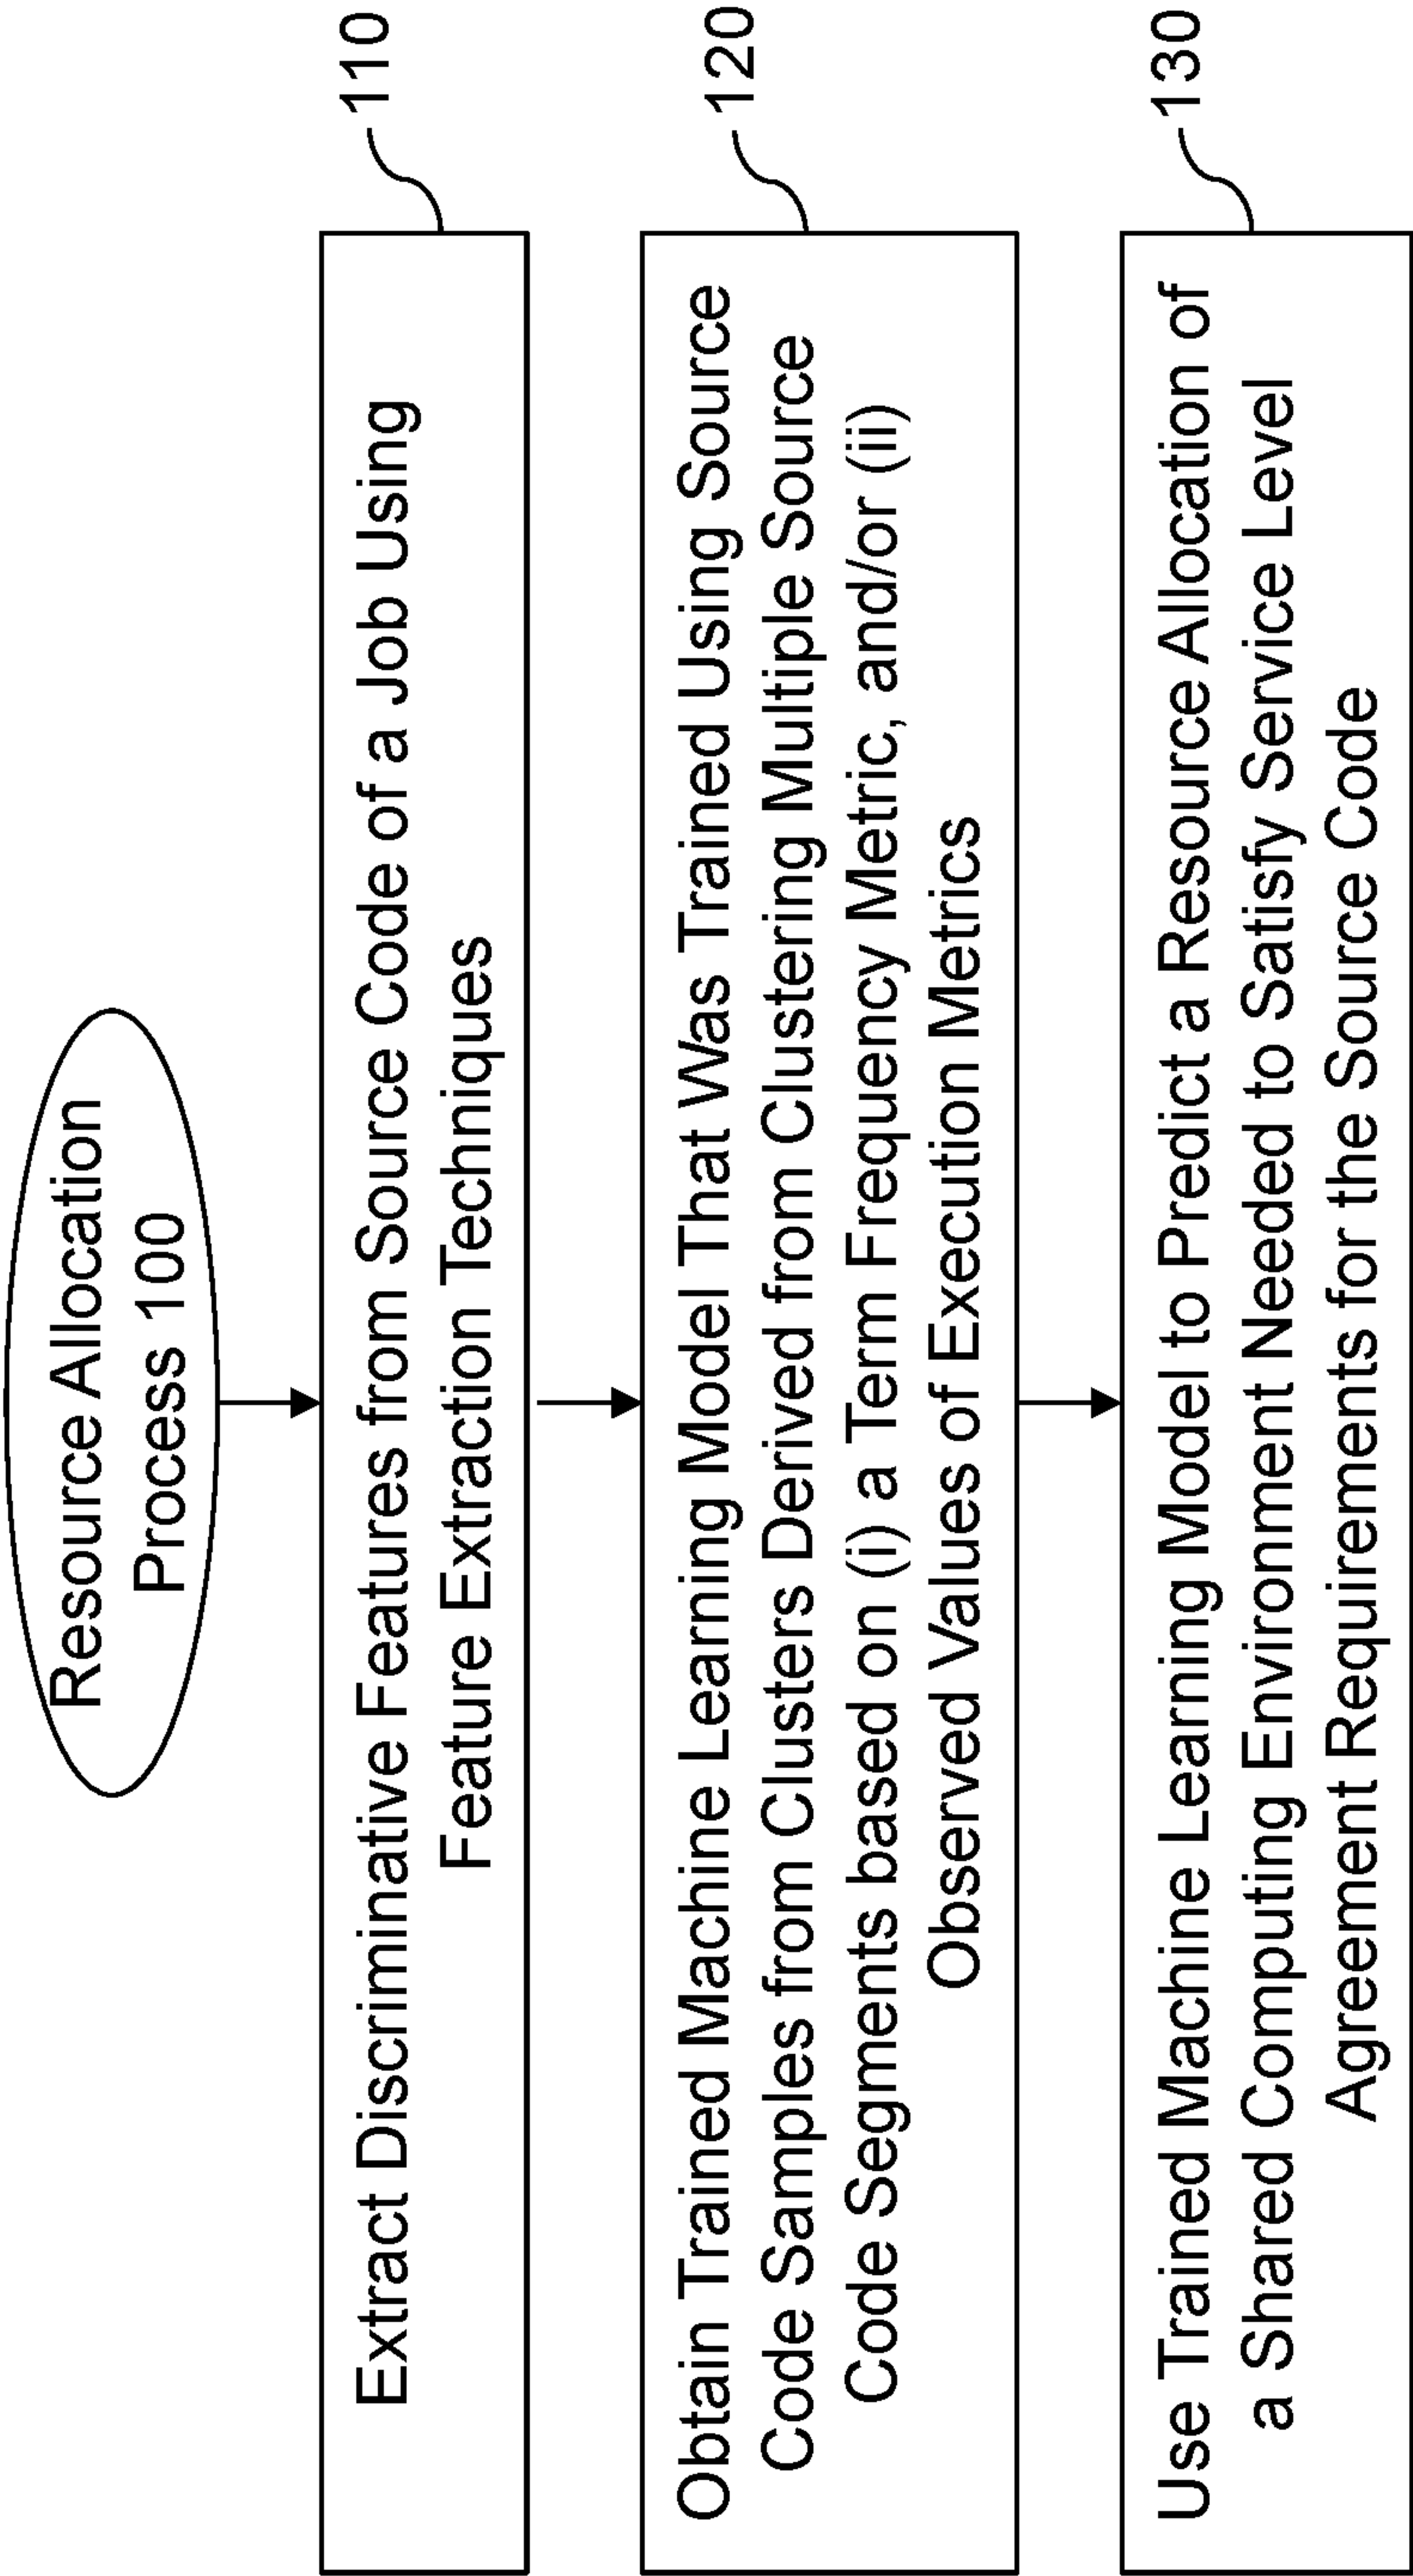 Resource Allocation
Process 100
110
Extract Discriminative Features from Source Code of a Job Using
Feature Extraction Techniques
120
Obtain Trained Machine Learning Model That Was Trained Using Source
Code Samples from Clusters Derived from Clustering Multiple Source
Code Segments based on (i) a Term Frequency Metric, and/or (ii)
Observed Values of Execution Metrics
130
Use Trained Machine Learning Model to Predict a Resource Allocation of
a Shared Computing Environment Needed to Satisfy Service Level
Agreement Requirements for the Source Code